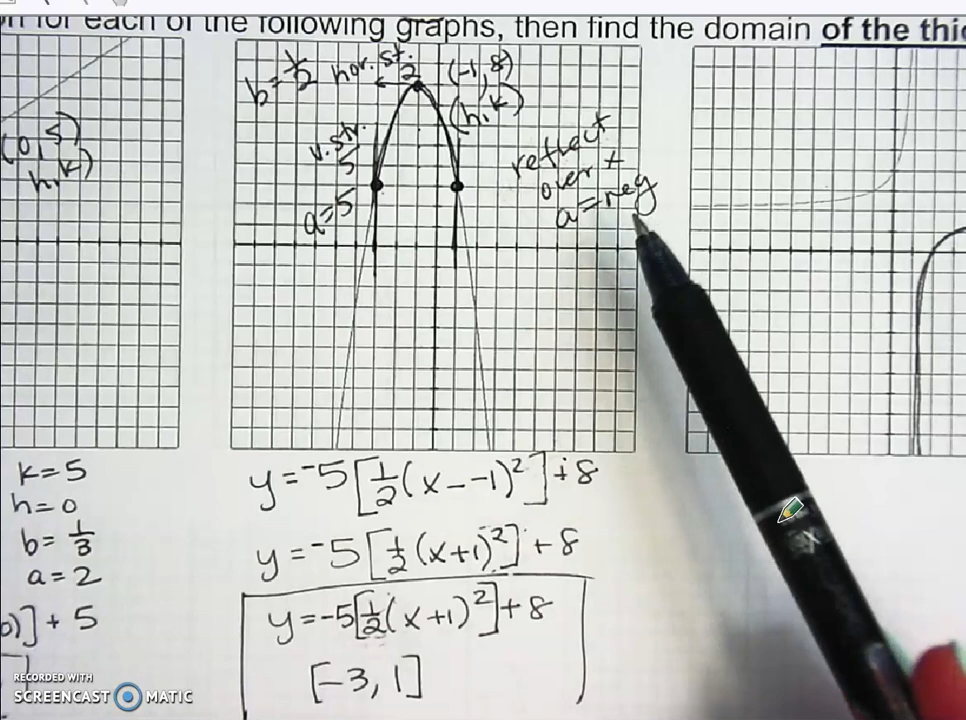 for each of the following graphs, then find the domain of the thi
b=1/2
hor. st.
2
(-1, 8)
(h, k)
v. str.
5
a=5
reflect
over x
a=neg
(0, 5)
h, k)
k=5
h=0
b=1/3
a=2
)]+5
y=-5[1/2(x--1)²]+8
y=-5[1/2(x+1)²]+8
y=-5[1/2(x+1)²]+8
[-3, 1]
RECORDED WITH
SCREENCAST MATIC